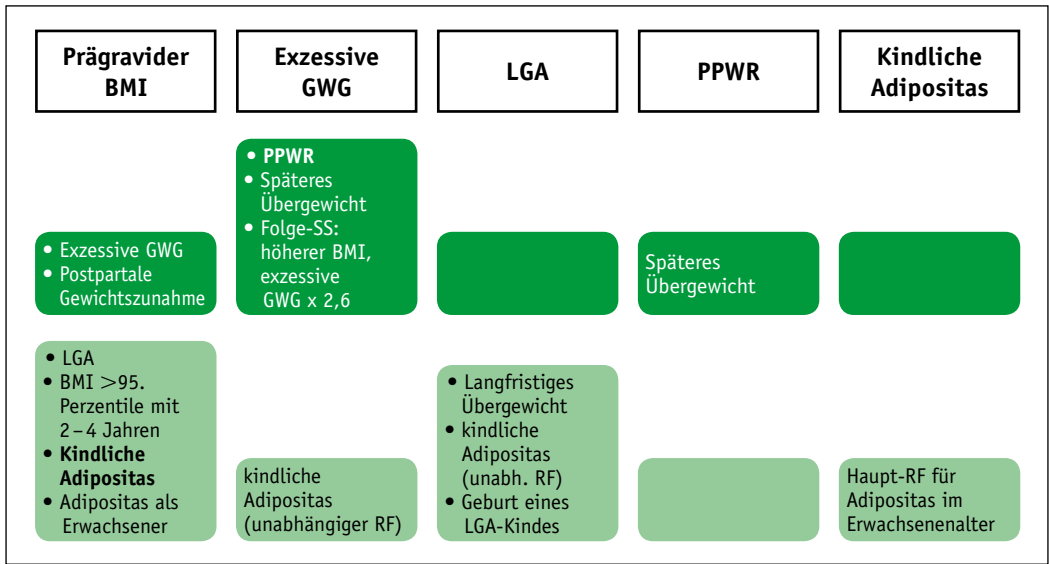 Prägravider
BMI
Exzessive
GWG
LGA
PPWR
Kindliche
Adipositas
• PPWR
• Späteres
Übergewicht
• Folge-SS:
höherer BMI,
exzessive
GWG x 2,6
• Exzessive GWG
• Postpartale
Gewichtszunahme
Späteres
Übergewicht
• LGA
• BMI >95.
Perzentile mit
2–4 Jahren
• Kindliche
Adipositas
• Adipositas als
Erwachsener
kindliche
Adipositas
(unabhängiger RF)
• Langfristiges
Übergewicht
• kindliche
Adipositas
(unabh. RF)
• Geburt eines
LGA-Kindes
Haupt-RF für
Adipositas im
Erwachsenenalter